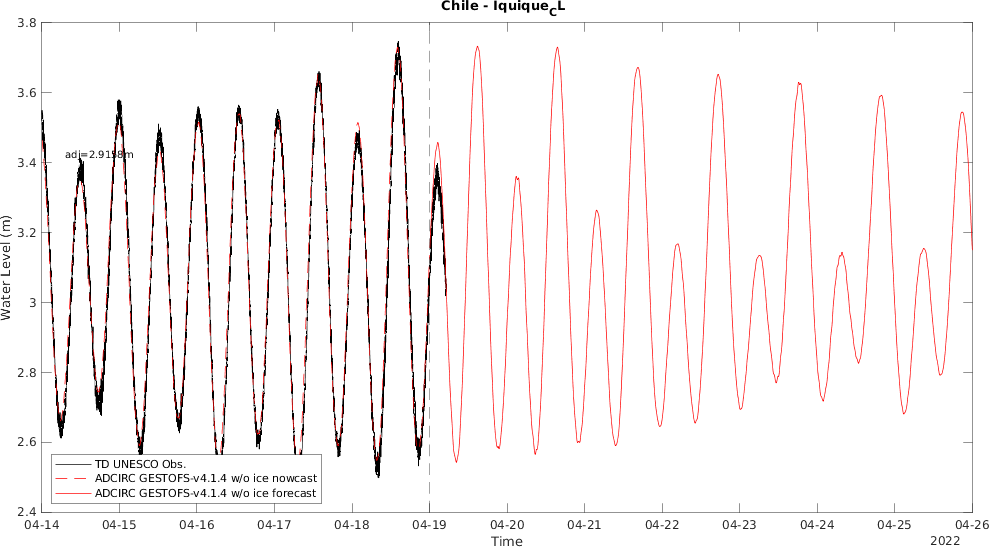 Chile - Iquique_CL
3.8
3.6
3.4
3.2
3
2.8
2.6
2.4
Water Level (m)
adj=2.9158m
TD UNESCO Obs.
ADCIRC GESTOFS-v4.1.4 w/o ice nowcast
ADCIRC GESTOFS-v4.1.4 w/o ice forecast
04-14 04-15 04-16 04-17 04-18 04-19 04-20 04-21 04-22 04-23 04-24 04-25 04-26
Time
2022